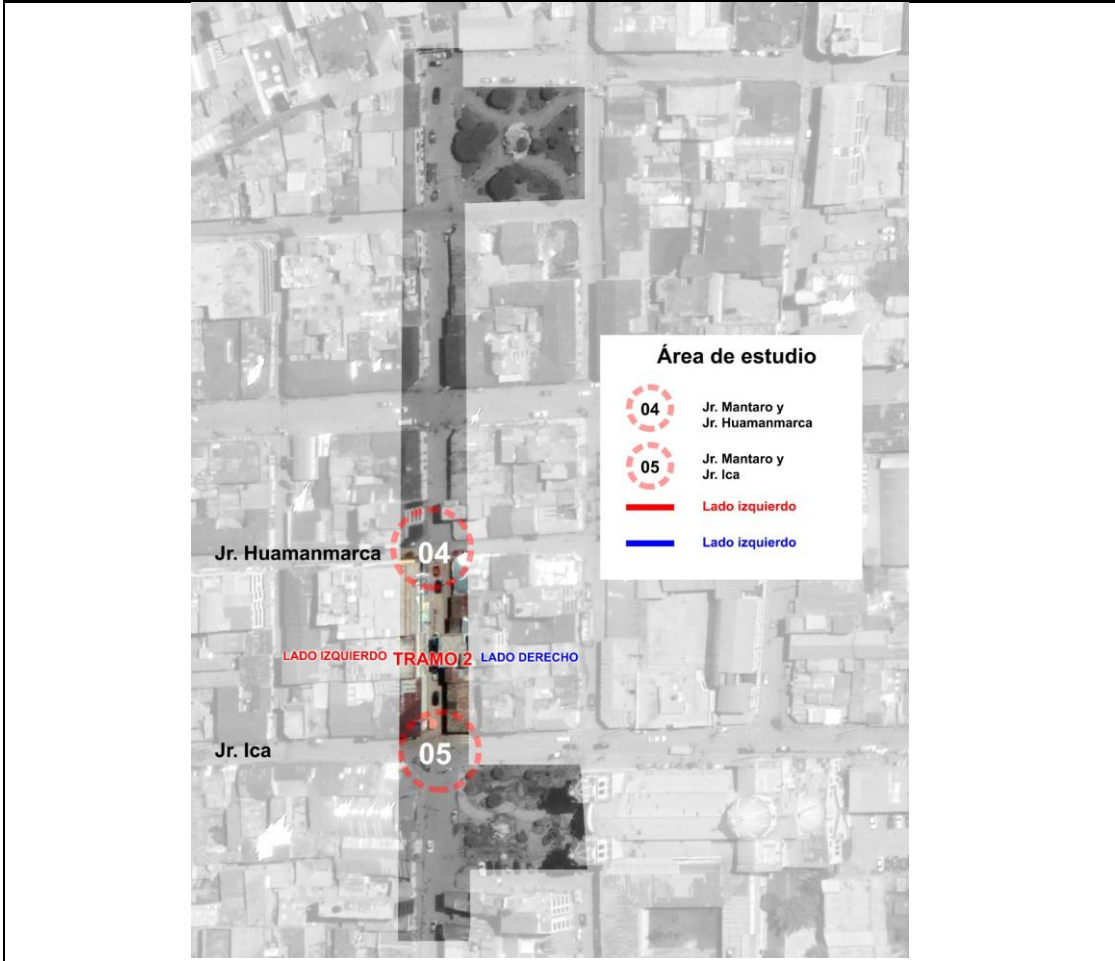 Área de estudio
04
Jr. Mantaro y
Jr. Huamanmarca
05
Jr. Mantaro y
Jr. Ica
Lado izquierdo
Lado izquierdo
Jr. Huamanmarca
04
LADO IZQUIERDO TRAMO 2 LADO DERECHO
Jr. Ica
05